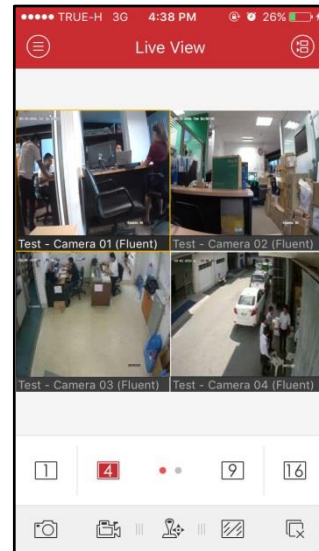 TRUE-H 3G 4:38 PM 26%
Live View
Test - Camera 01 (Fluent)
Test - Camera 02 (Fluent)
Test - Camera 03 (Fluent)
Test - Camera 04 (Fluent)
1 4 9 16